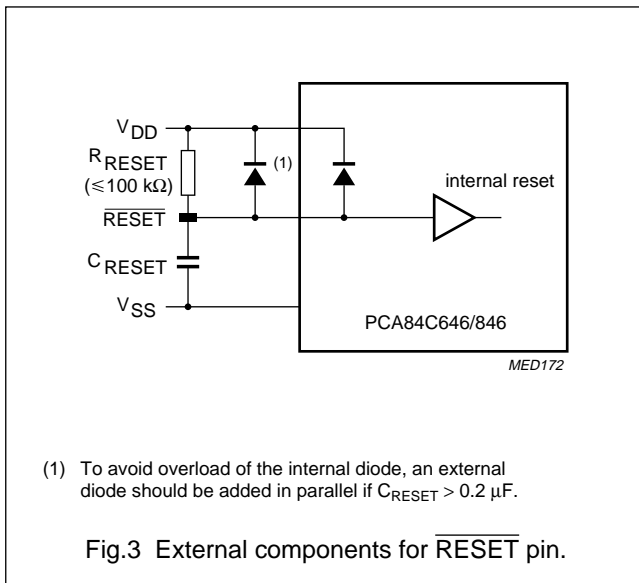 VDD
RRESET
(≤100 kΩ)
RESET
CRESET
VSS
(1)
internal reset
PCA84C646/846
MED172
(1) To avoid overload of the internal diode, an external
diode should be added in parallel if CRESET > 0.2 µF.
Fig.3 External components for RESET pin.